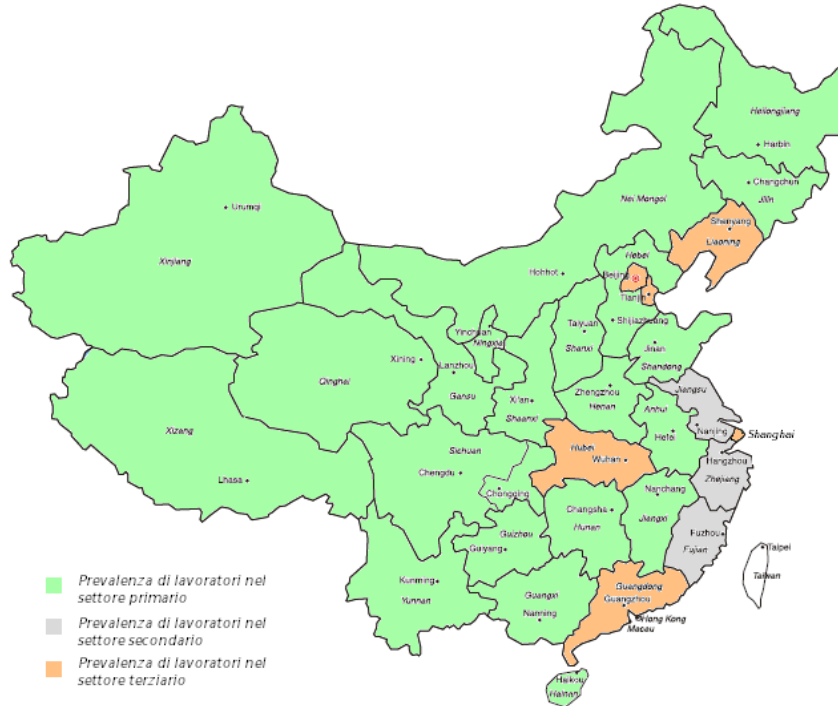 Heilongjiang
Harbin
Changchun
Jilin
Nei Mongol
Urumqi
Shenyang
Liaoning
Xinjiang
Hebei
Hohhot
Beijing
Tianjin
Yinchuan
Ningxia
Taiyuan
Shijiazhuang
Shanxi
Jinan
Xining
Lanzhou
Shandong
Qinghai
Gansu
Xi'an
Zhengzhou
Jiangsu
Shaanxi
Henan
Anhui
Nanjing
Shanghai
Xizang
Hefei
Sichuan
Hubei
Wuhan
Hangzhou
Zhejiang
Lhasa
Chengdu
Chongqing
Nanchang
Changsha
Jiangxi
Guizhou
Hunan
Fuzhou
Guiyang
Fujian
Taipei
Kunming
Taiwan
Yunnan
Guangxi
Guangdong
Guangzhou
Nanning
Hong Kong
Macau
Haikou
Hainan
Prevalenza di lavoratori nel
settore primario
Prevalenza di lavoratori nel
settore secondario
Prevalenza di lavoratori nel
settore terziario